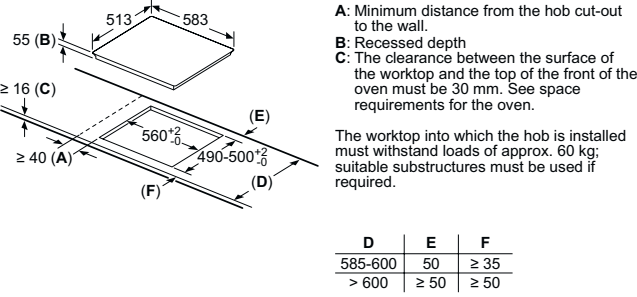 513
583
55 (B)
≥ 16 (C)
(E)
560+2-0
490-500+2-0
≥ 40 (A)
(D)
(F)
A: Minimum distance from the hob cut-out
to the wall.
B: Recessed depth
C: The clearance between the surface of
the worktop and the top of the front of the
oven must be 30 mm. See space
requirements for the oven.
The worktop into which the hob is installed
must withstand loads of approx. 60 kg;
suitable substructures must be used if
required.
D E F
585-600 50 ≥ 35
> 600 ≥ 50 ≥ 50